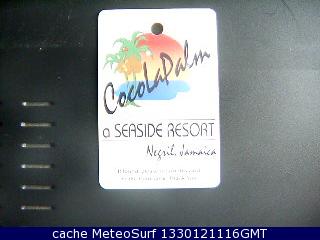 CocoLaPalm
a SEASIDE RESORT
Negril, Jamaica
cache MeteoSurf 1330121116GMT